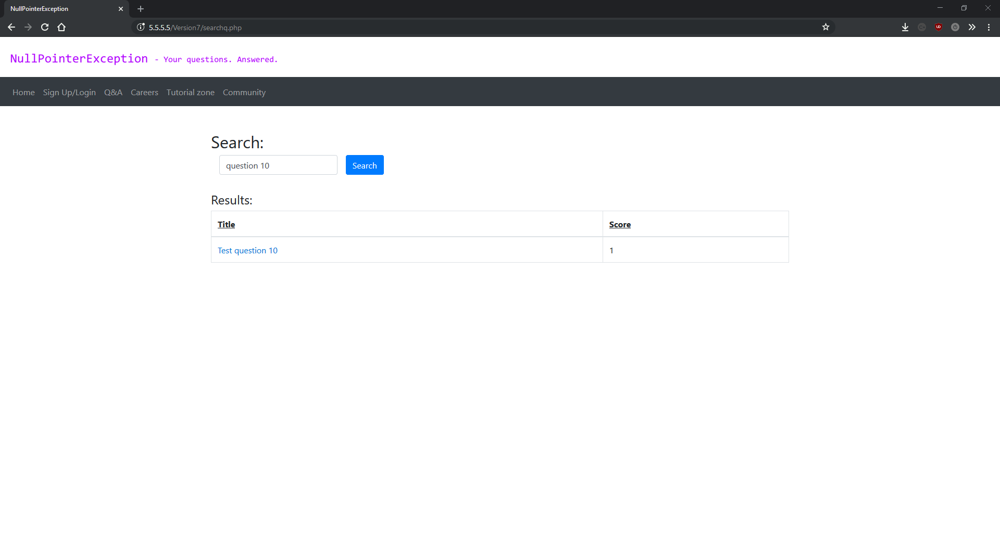 NullPointerException
5.5.5.5/Version7/searchq.php
NullPointerException - Your questions. Answered.
Home Sign Up/Login Q&A Careers Tutorial zone Community
Search:
question 10 Search
Results:
Title Score
Test question 10 1